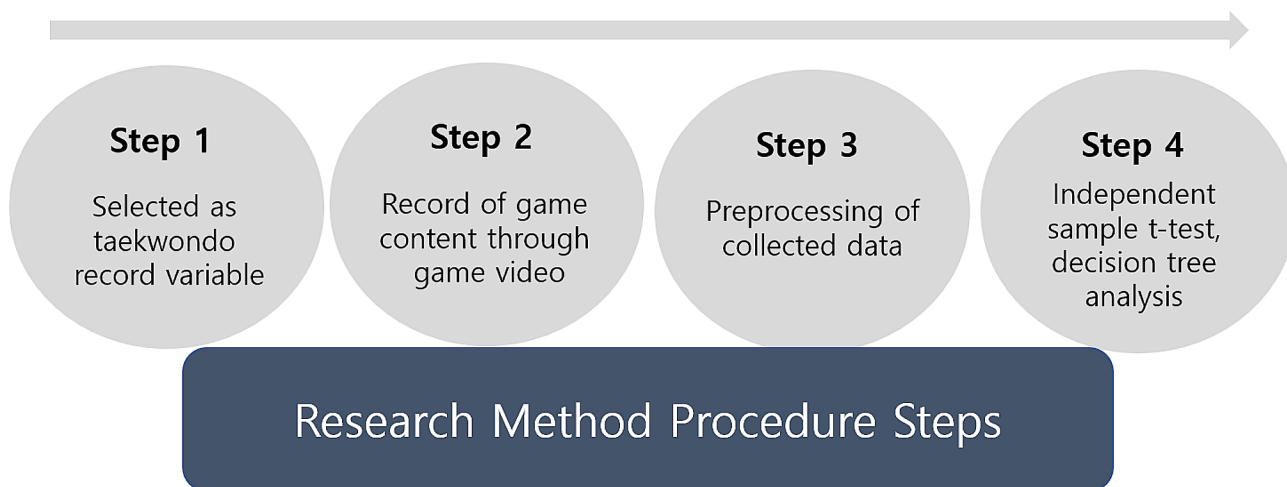 Step 1
Selected as
taekwondo
record variable
Step 2
Record of game
content through
game video
Step 3
Preprocessing of
collected data
Step 4
Independent
sample t-test,
decision tree
analysis
Research Method Procedure Steps